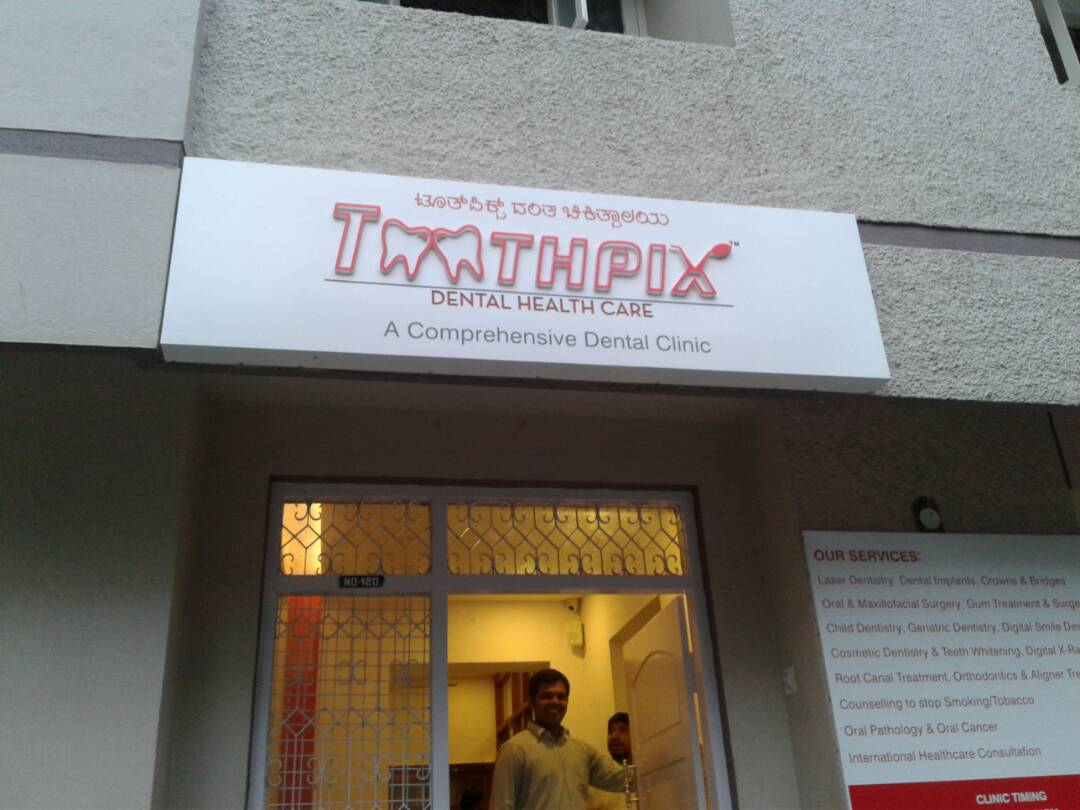 ಟೂತ್‌ಪಿಕ್ಸ್ ದಂತ ಚಿಕಿತ್ಸಾಲಯ
TOOTHPIX™
DENTAL HEALTH CARE
A Comprehensive Dental Clinic
NO-120
OUR SERVICES:
Laser Dentistry, Dental Implants, Crowns & Bridges
Oral & Maxillofacial Surgery, Gum Treatment &
Child Dentistry, Geriatric Dentistry, Digital Smile
Cosmetic Dentistry & Teeth Whitening, Digital
Root Canal Treatment, Orthodontics & Aligner
Counselling to stop Smoking/Tobacco
Oral Pathology & Oral Cancer
International Healthcare Consultation
CLINIC TIMING